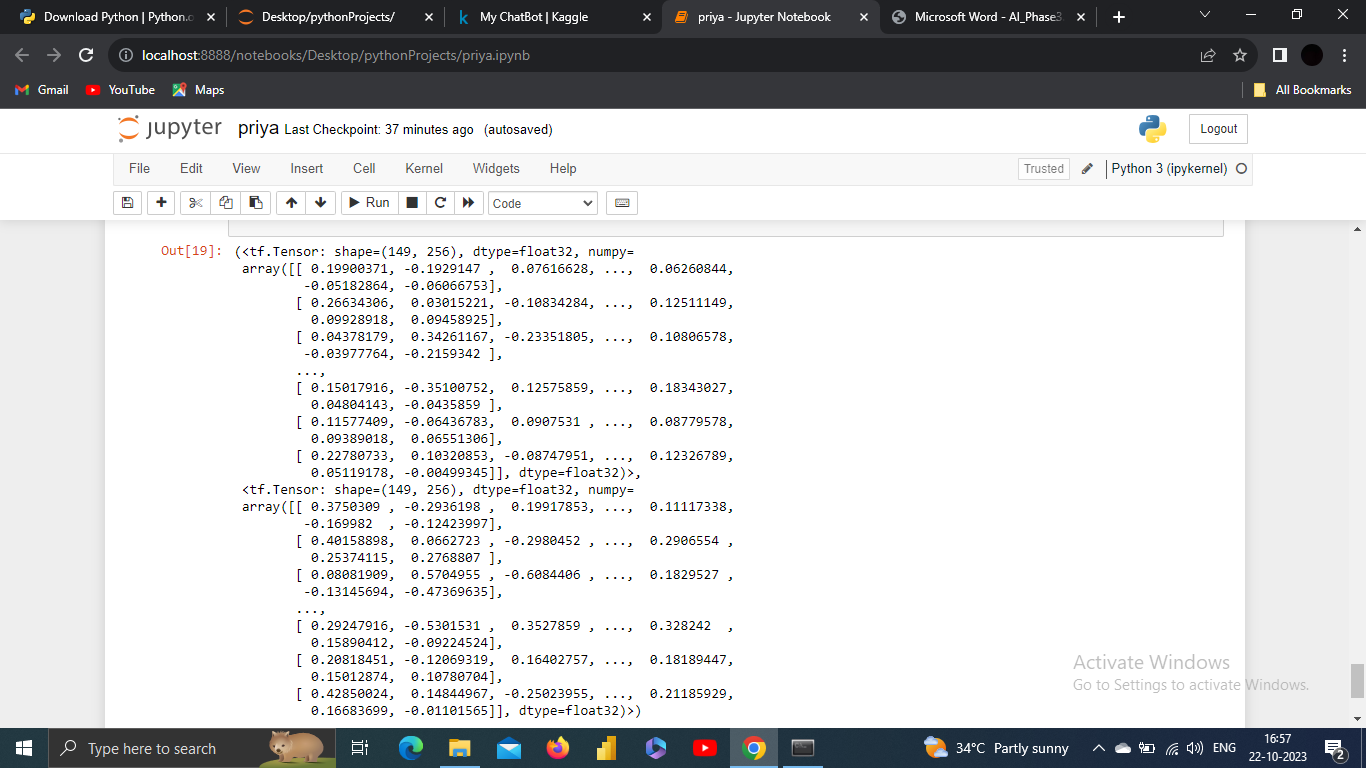 Download Python | Python.o
Desktop/pythonProjects/
My ChatBot | Kaggle
priya - Jupyter Notebook
Microsoft Word - AI_Phase3
localhost:8888/notebooks/Desktop/pythonProjects/priya.ipynb
Gmail YouTube Maps All Bookmarks
jupyter priya Last Checkpoint: 37 minutes ago (autosaved) Logout
File Edit View Insert Cell Kernel Widgets Help Trusted Python 3 (ipykernel)
Run Code
Out[19]: (<tf.Tensor: shape=(149, 256), dtype=float32, numpy=
array([[ 0.19900371, -0.1929147 ,  0.07616628, ...,  0.06260844,
-0.05182864, -0.06066753],
[ 0.26634306,  0.03015221, -0.10834284, ...,  0.12511149,
0.09928918,  0.09458925],
[ 0.04378179,  0.34261167, -0.23351805, ...,  0.10806578,
-0.03977764, -0.2159342 ],
...,
[ 0.15017916, -0.35100752,  0.12575859, ...,  0.18343027,
0.04804143, -0.0435859 ],
[ 0.11577409, -0.06436783,  0.0907531 , ...,  0.08779578,
0.09389018,  0.06551306],
[ 0.22780733,  0.10320853, -0.08747951, ...,  0.12326789,
0.05119178, -0.00499345]], dtype=float32)>,
<tf.Tensor: shape=(149, 256), dtype=float32, numpy=
array([[ 0.3750309 , -0.2936198 ,  0.19917853, ...,  0.11117338,
-0.169982  , -0.12423997],
[ 0.40158898,  0.0662723 , -0.2980452 , ...,  0.2906554 ,
0.25374115,  0.2768807 ],
[ 0.08081909,  0.5704955 , -0.6084406 , ...,  0.1829527 ,
-0.13145694, -0.47369635],
...,
[ 0.29247916, -0.5301531 ,  0.3527859 , ...,  0.328242  ,
0.15890412, -0.09224524],
[ 0.20818451, -0.12069319,  0.16402757, ...,  0.18189447,
0.15012874,  0.10780704],
[ 0.42850024,  0.14844967, -0.25023955, ...,  0.21185929,
0.16683699, -0.01101565]], dtype=float32)>)
Activate Windows
Go to Settings to activate Windows.
Type here to search
34°C Partly sunny
ENG
16:57
22-10-2023
2